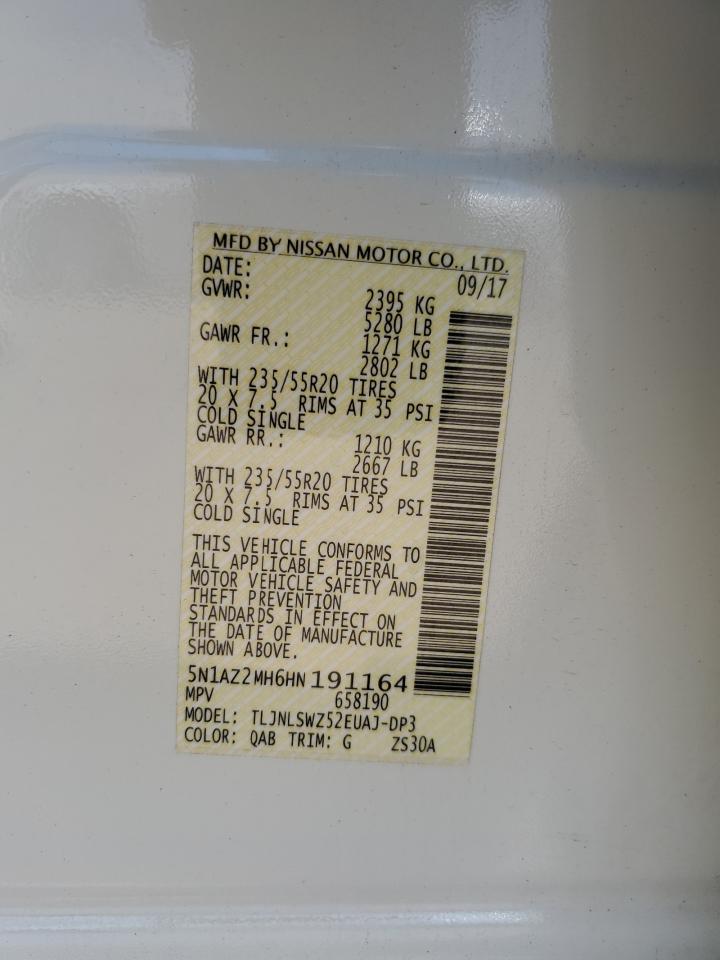 MFD BY NISSAN MOTOR CO., LTD.
DATE: 09/17
GVWR: 2395 KG
5280 LB
GAWR FR.: 1271 KG
2802 LB
WITH 235/55R20 TIRES
20 X 7.5 RIMS AT 35 PSI
COLD SINGLE
GAWR RR.: 1210 KG
2667 LB
WITH 235/55R20 TIRES
20 X 7.5 RIMS AT 35 PSI
COLD SINGLE
THIS VEHICLE CONFORMS TO
ALL APPLICABLE FEDERAL
MOTOR VEHICLE SAFETY AND
THEFT PREVENTION
STANDARDS IN EFFECT ON
THE DATE OF MANUFACTURE
SHOWN ABOVE.
5N1AZ2MH6HN191164
MPV 658190
MODEL: TLJNLSWZ52EUAJ-DP3
COLOR: QAB TRIM: G ZS30A